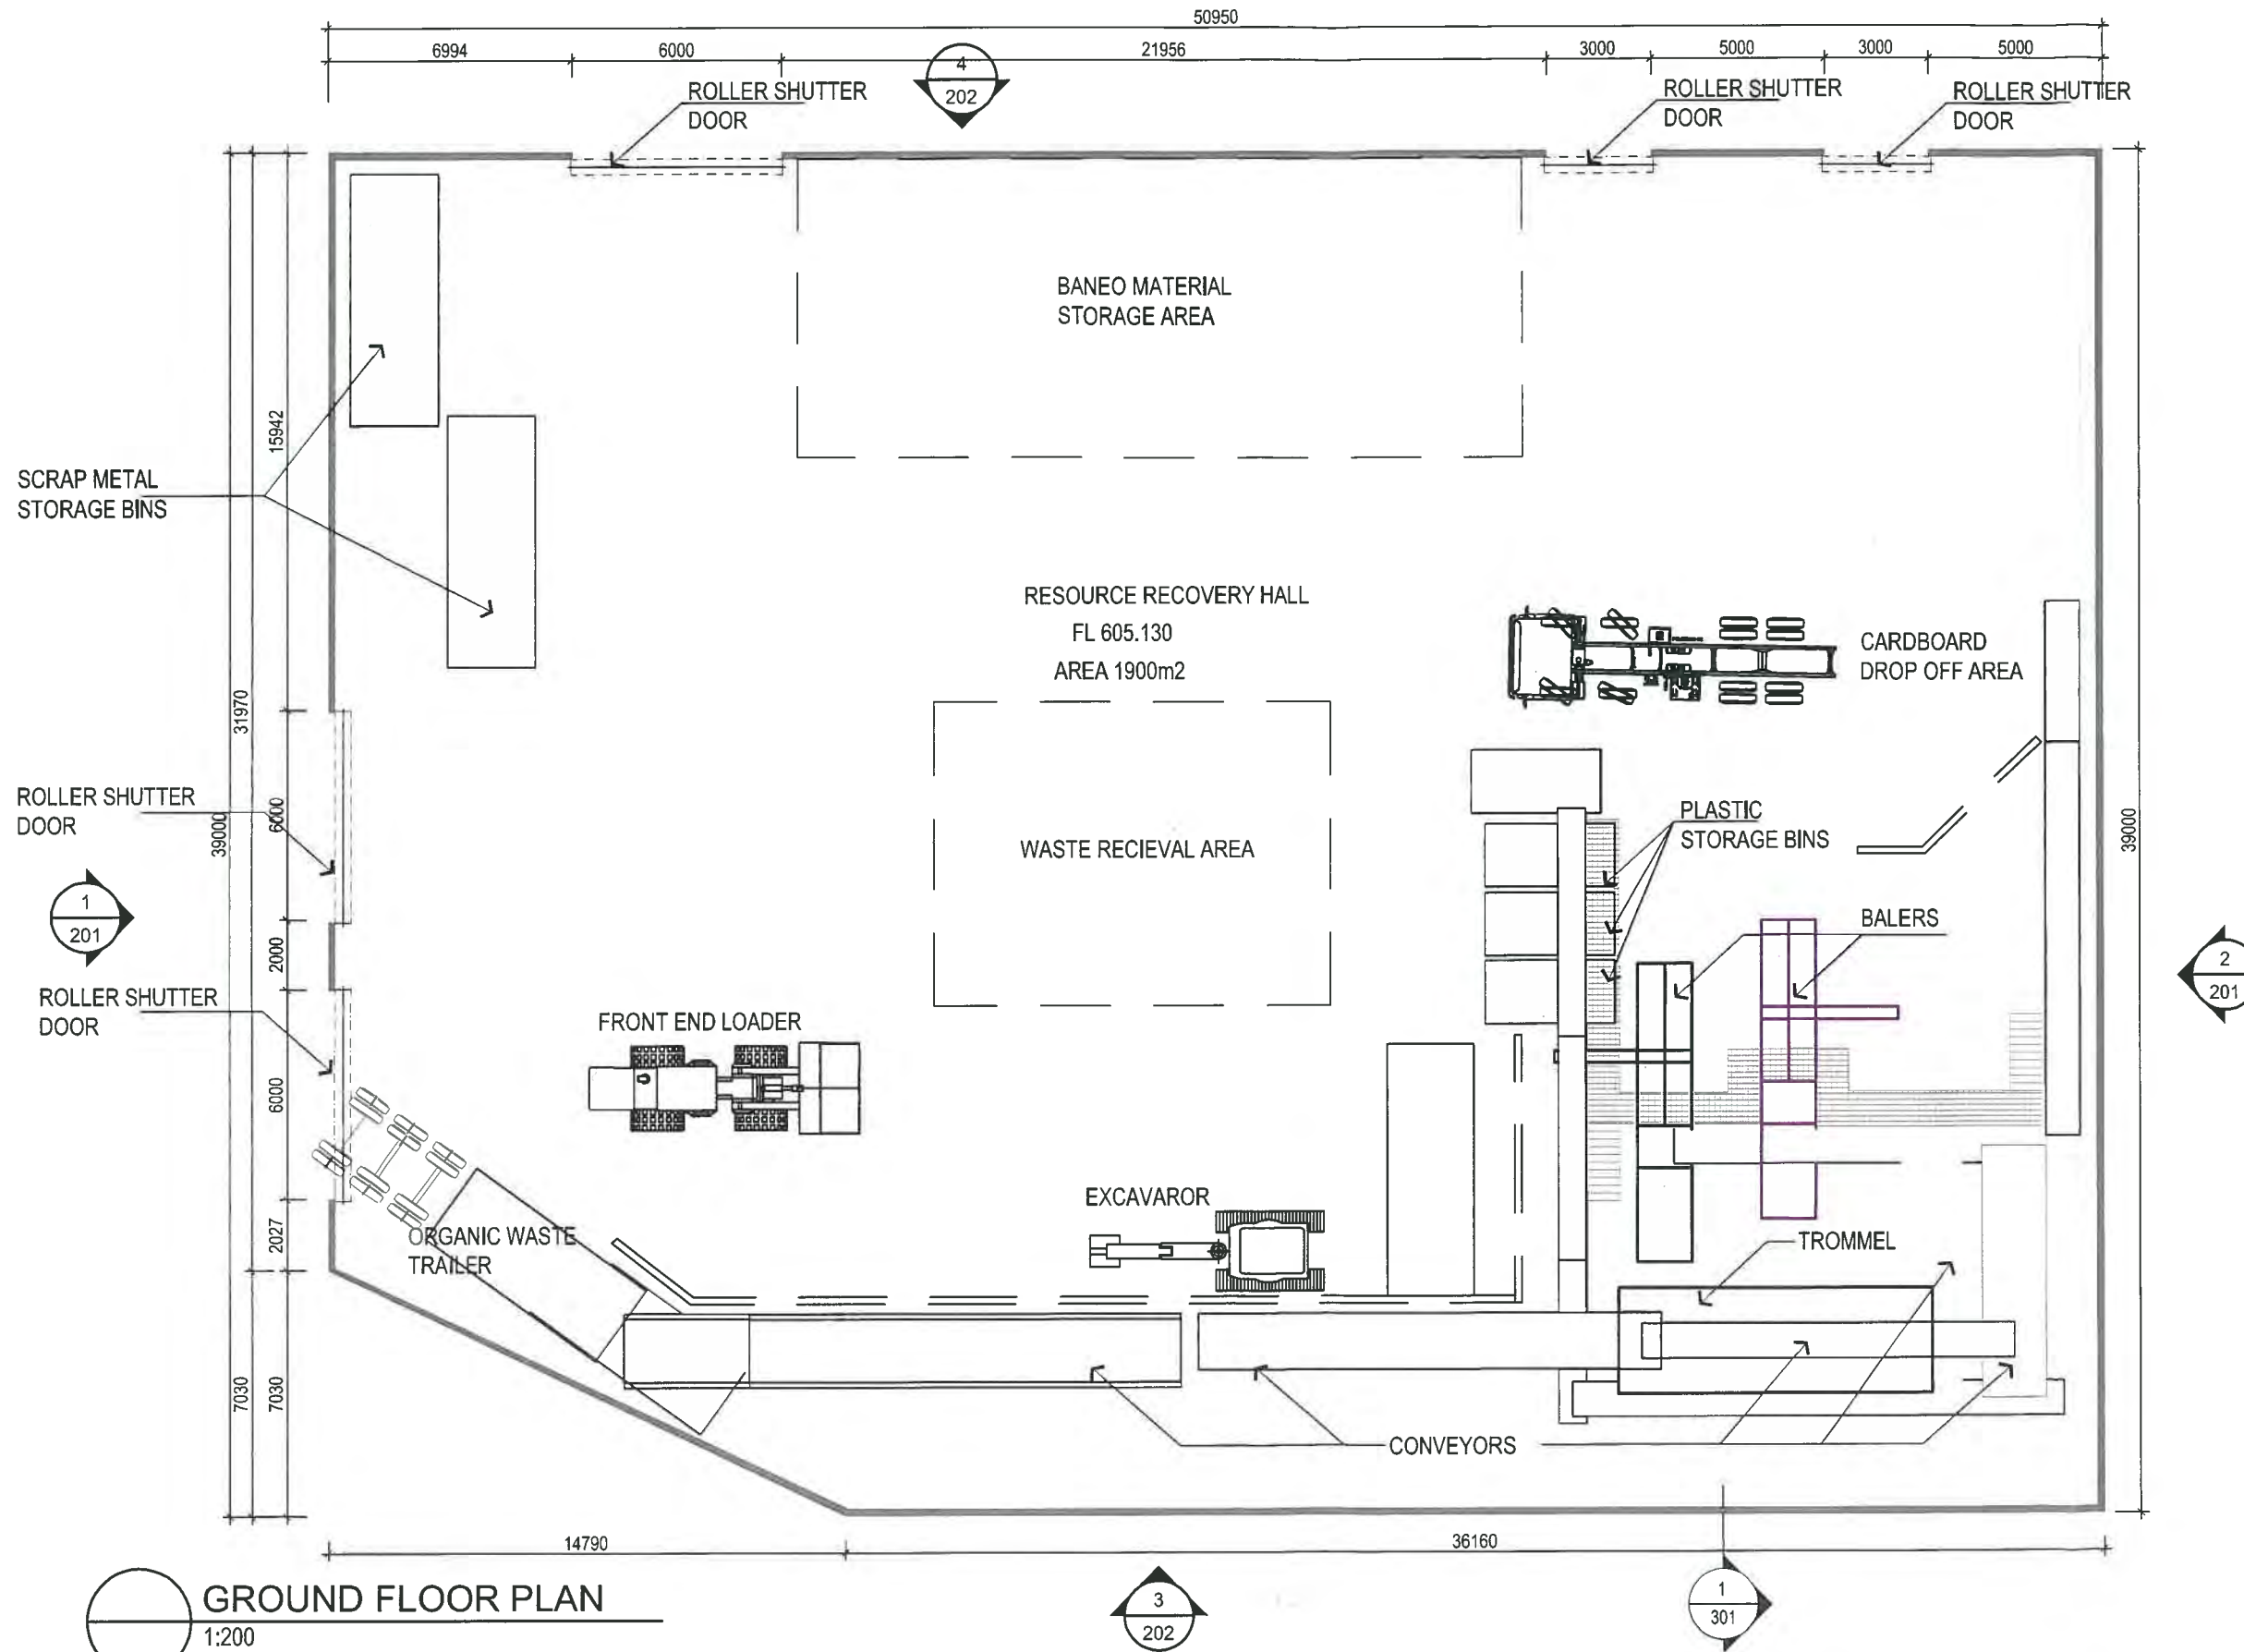 50950
6994
6000
21956
3000
5000
3000
5000
4
202
ROLLER SHUTTER
DOOR
ROLLER SHUTTER
DOOR
ROLLER SHUTTER
DOOR
BANEO MATERIAL
STORAGE AREA
15942
SCRAP METAL
STORAGE BINS
RESOURCE RECOVERY HALL
FL 605.130
AREA 1900m2
CARDBOARD
DROP OFF AREA
31970
39000
6000
ROLLER SHUTTER
DOOR
PLASTIC
STORAGE BINS
39000
WASTE RECIEVAL AREA
1
201
BALERS
2000
2
201
ROLLER SHUTTER
DOOR
FRONT END LOADER
6000
EXCAVAROR
2027
ORGANIC WASTE
TRAILER
TROMMEL
7030
7030
CONVEYORS
14790
36160
GROUND FLOOR PLAN
1:200
3
202
1
301